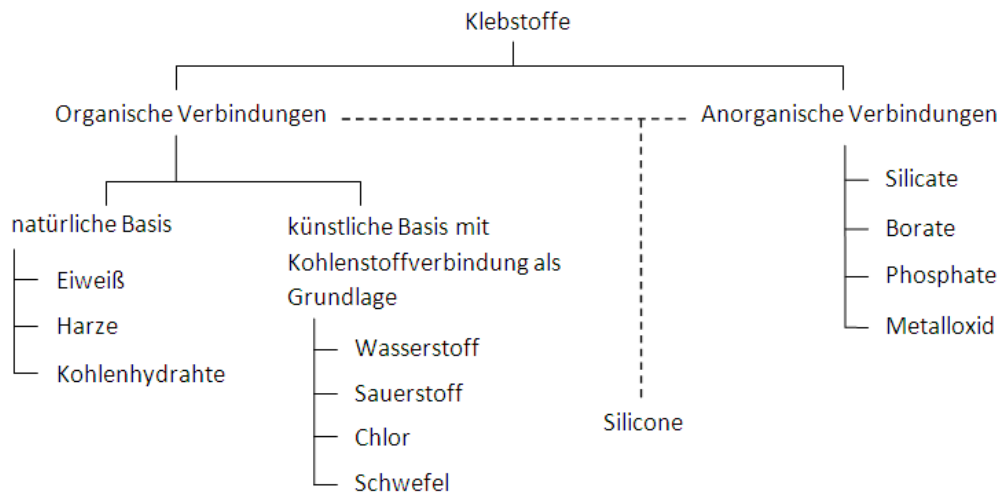 Klebstoffe
Organische Verbindungen
Anorganische Verbindungen
natürliche Basis
Eiweiß
Harze
Kohlenhydrahte
künstliche Basis mit
Kohlenstoffverbindung als
Grundlage
Wasserstoff
Sauerstoff
Chlor
Schwefel
Silicone
Silicate
Borate
Phosphate
Metalloxid